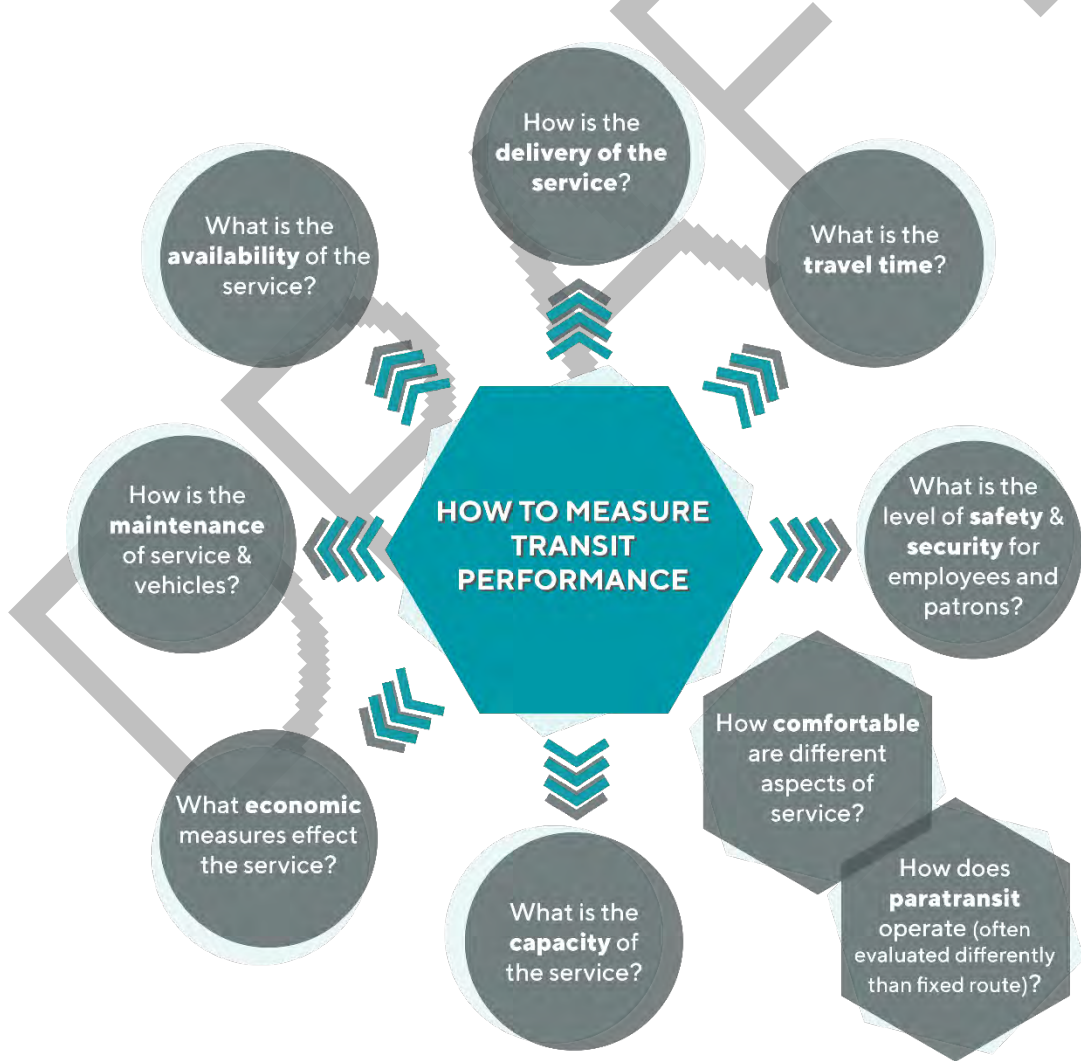 How is the
delivery of the
service?
What is the
availability of the
service?
What is the
travel time?
How is the
maintenance
of service &
vehicles?
HOW TO MEASURE
TRANSIT
PERFORMANCE
What is the
level of safety &
security for
employees and
patrons?
How comfortable
are different
aspects of
service?
What economic
measures effect
the service?
What is the
capacity of
the service?
How does
paratransit
operate (often
evaluated differently
than fixed route)?